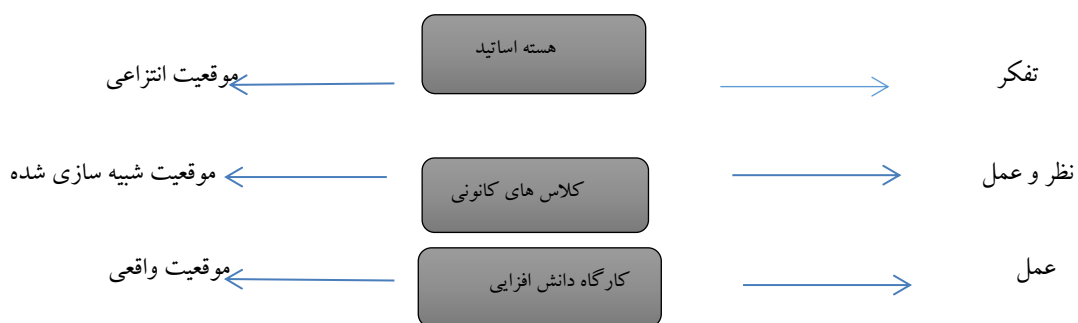 هسته اساتید
تفکر
موقعیت انتزاعی
کلاس های کانونی
نظر و عمل
موقعیت شبیه سازی شده
کارگاه دانش افزایی
عمل
موقعیت واقعی